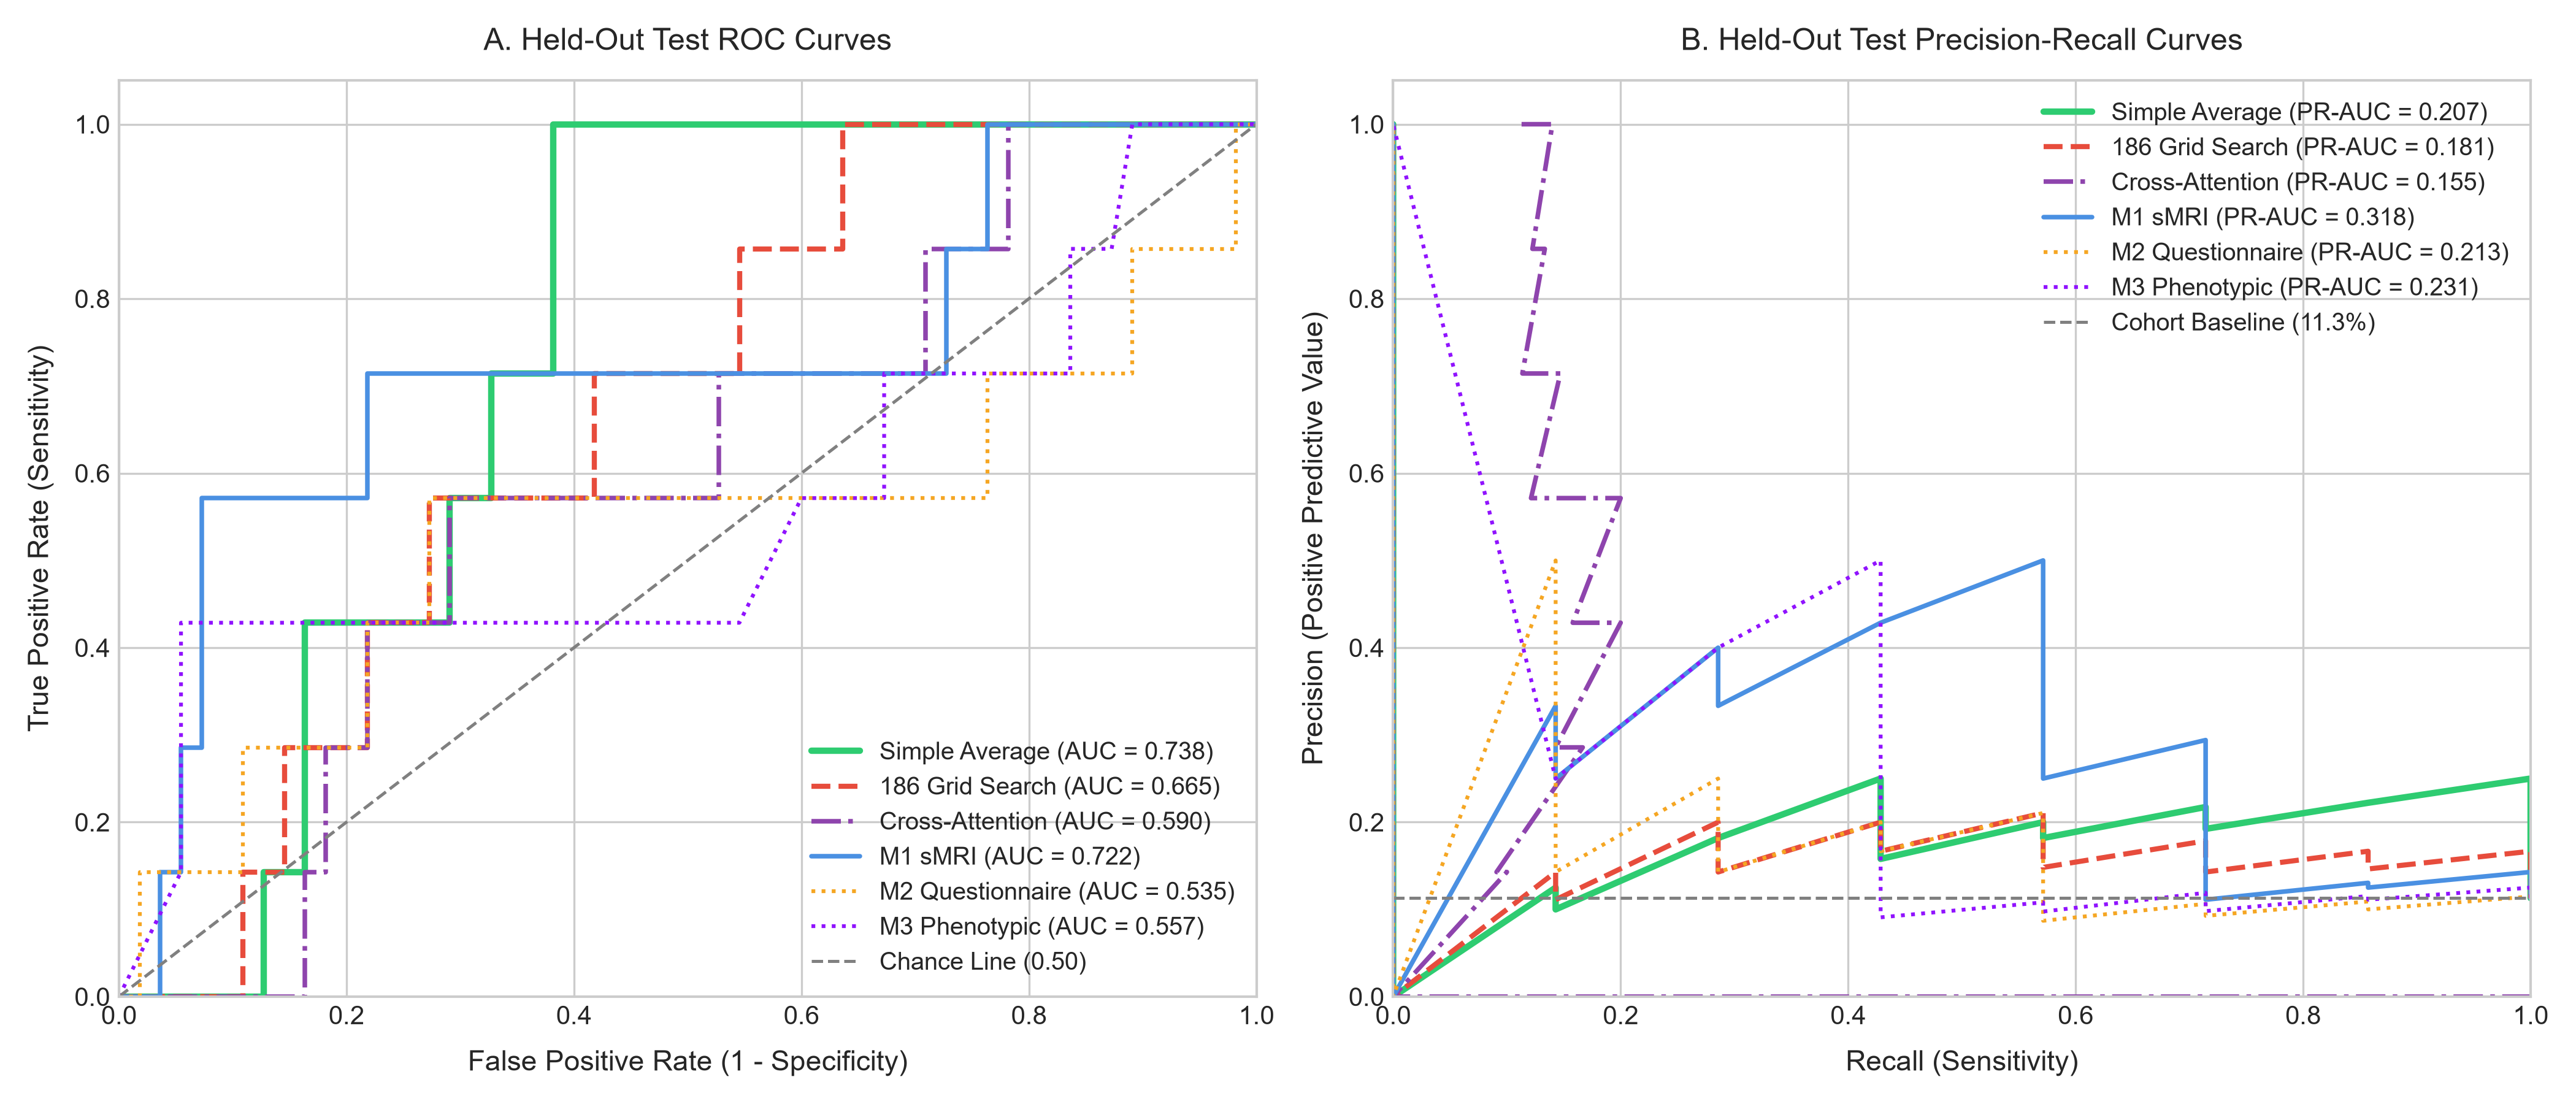 A. Held-Out Test ROC Curves
True Positive Rate (Sensitivity)
1.0
0.8
0.6
0.4
0.2
0.0
Simple Average (AUC = 0.738)
186 Grid Search (AUC = 0.665)
Cross-Attention (AUC = 0.590)
M1 sMRI (AUC = 0.722)
M2 Questionnaire (AUC = 0.535)
M3 Phenotypic (AUC = 0.557)
Chance Line (0.50)
0.0 0.2 0.4 0.6 0.8 1.0
False Positive Rate (1 - Specificity)
B. Held-Out Test Precision-Recall Curves
Precision (Positive Predictive Value)
1.0
0.8
0.6
0.4
0.2
0.0
Simple Average (PR-AUC = 0.207)
186 Grid Search (PR-AUC = 0.181)
Cross-Attention (PR-AUC = 0.155)
M1 sMRI (PR-AUC = 0.318)
M2 Questionnaire (PR-AUC = 0.213)
M3 Phenotypic (PR-AUC = 0.231)
Cohort Baseline (11.3%)
0.0 0.2 0.4 0.6 0.8 1.0
Recall (Sensitivity)